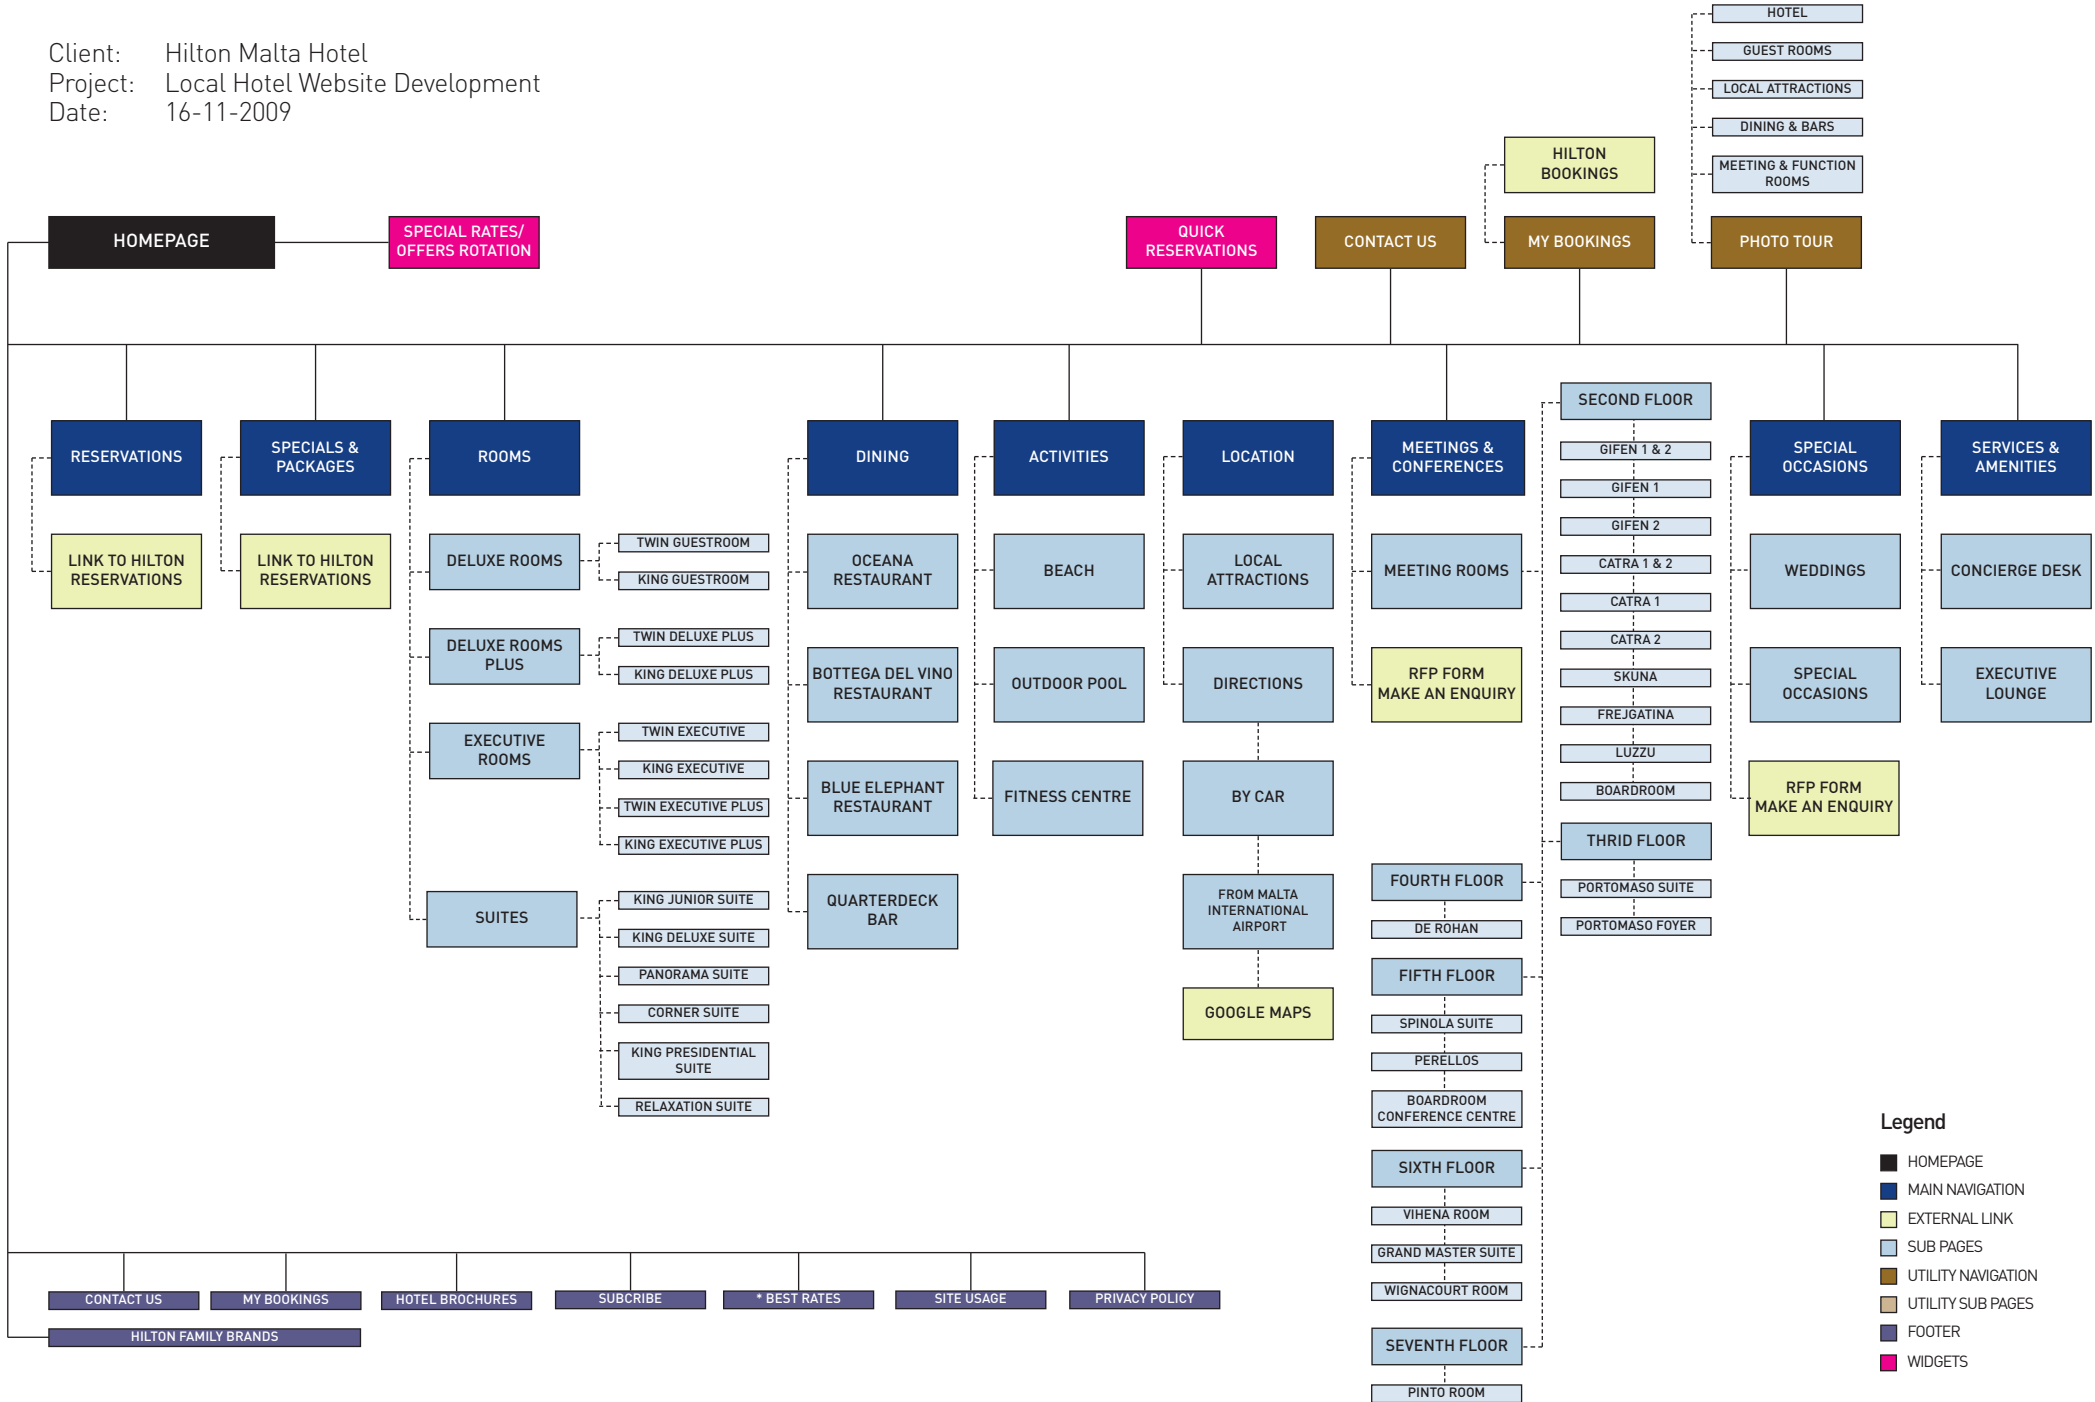 Client: Hilton Malta Hotel
Project: Local Hotel Website Development
Date: 16-11-2009
HOTEL
GUEST ROOMS
LOCAL ATTRACTIONS
DINING & BARS
MEETING & FUNCTION
ROOMS
HILTON
BOOKINGS
HOMEPAGE
SPECIAL RATES/
OFFERS ROTATION
QUICK
RESERVATIONS
CONTACT US
MY BOOKINGS
PHOTO TOUR
RESERVATIONS
LINK TO HILTON
RESERVATIONS
SPECIALS &
PACKAGES
LINK TO HILTON
RESERVATIONS
ROOMS
DELUXE ROOMS
TWIN GUESTROOM
KING GUESTROOM
DELUXE ROOMS
PLUS
TWIN DELUXE PLUS
KING DELUXE PLUS
EXECUTIVE
ROOMS
TWIN EXECUTIVE
KING EXECUTIVE
TWIN EXECUTIVE PLUS
KING EXECUTIVE PLUS
SUITES
KING JUNIOR SUITE
KING DELUXE SUITE
PANORAMA SUITE
CORNER SUITE
KING PRESIDENTIAL
SUITE
RELAXATION SUITE
DINING
OCEANA
RESTAURANT
BOTTEGA DEL VINO
RESTAURANT
BLUE ELEPHANT
RESTAURANT
QUARTERDECK
BAR
ACTIVITIES
BEACH
OUTDOOR POOL
FITNESS CENTRE
LOCATION
LOCAL
ATTRACTIONS
DIRECTIONS
BY CAR
FROM MALTA
INTERNATIONAL
AIRPORT
GOOGLE MAPS
MEETINGS &
CONFERENCES
MEETING ROOMS
RFP FORM
MAKE AN ENQUIRY
SECOND FLOOR
GIFEN 1 & 2
GIFEN 1
GIFEN 2
CATRA 1 & 2
CATRA 1
CATRA 2
SKUNA
FREJGATINA
LUZZU
BOARDROOM
THRID FLOOR
PORTOMASO SUITE
PORTOMASO FOYER
FOURTH FLOOR
DE ROHAN
FIFTH FLOOR
SPINOLA SUITE
PERELLOS
BOARDROOM
CONFERENCE CENTRE
SIXTH FLOOR
VIHENA ROOM
GRAND MASTER SUITE
WIGNACOURT ROOM
SEVENTH FLOOR
PINTO ROOM
SPECIAL
OCCASIONS
WEDDINGS
SPECIAL
OCCASIONS
RFP FORM
MAKE AN ENQUIRY
SERVICES &
AMENITIES
CONCIERGE DESK
EXECUTIVE
LOUNGE
Legend
HOMEPAGE
MAIN NAVIGATION
EXTERNAL LINK
SUB PAGES
UTILITY NAVIGATION
UTILITY SUB PAGES
FOOTER
WIDGETS
CONTACT US
MY BOOKINGS
HOTEL BROCHURES
SUBCRIBE
* BEST RATES
SITE USAGE
PRIVACY POLICY
HILTON FAMILY BRANDS